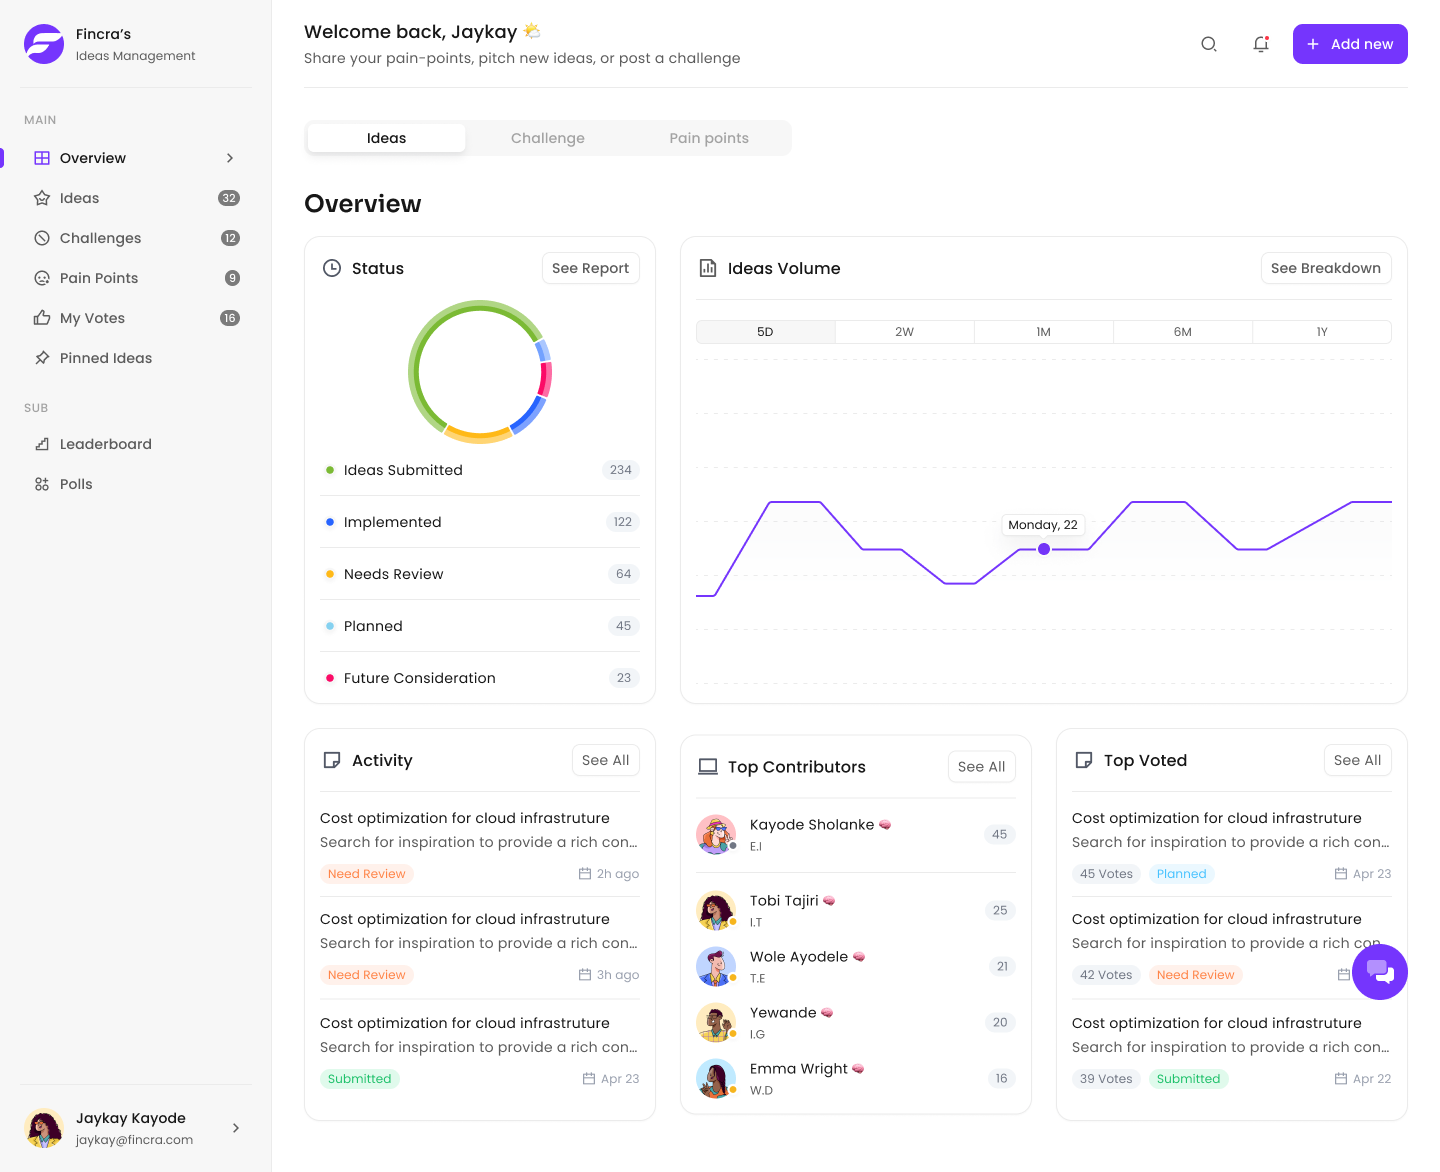 Fincra's
Ideas Management
MAIN
Overview
Ideas 32
Challenges 12
Pain Points 9
My Votes 16
Pinned Ideas
SUB
Leaderboard
Polls
Jaykay Kayode
jaykay@fincra.com
Welcome back, Jaykay 🌤️
Share your pain-points, pitch new ideas, or post a challenge
Add new
Ideas Challenge Pain points
Overview
Status See Report
Ideas Submitted 234
Implemented 122
Needs Review 64
Planned 45
Future Consideration 23
Ideas Volume See Breakdown
5D 2W 1M 6M 1Y
Monday, 22
Activity See All
Cost optimization for cloud infrastruture
Search for inspiration to provide a rich con...
Need Review 2h ago
Cost optimization for cloud infrastruture
Search for inspiration to provide a rich con...
Need Review 3h ago
Cost optimization for cloud infrastruture
Search for inspiration to provide a rich con...
Submitted Apr 23
Top Contributors See All
Kayode Sholanke 🧠 45
E.I
Tobi Tajiri 🧠 25
I.T
Wole Ayodele 🧠 21
T.E
Yewande 🧠 20
I.G
Emma Wright 🧠 16
W.D
Top Voted See All
Cost optimization for cloud infrastruture
Search for inspiration to provide a rich con...
45 Votes Planned Apr 23
Cost optimization for cloud infrastruture
Search for inspiration to provide a rich con
42 Votes Need Review
Cost optimization for cloud infrastruture
Search for inspiration to provide a rich con...
39 Votes Submitted Apr 22